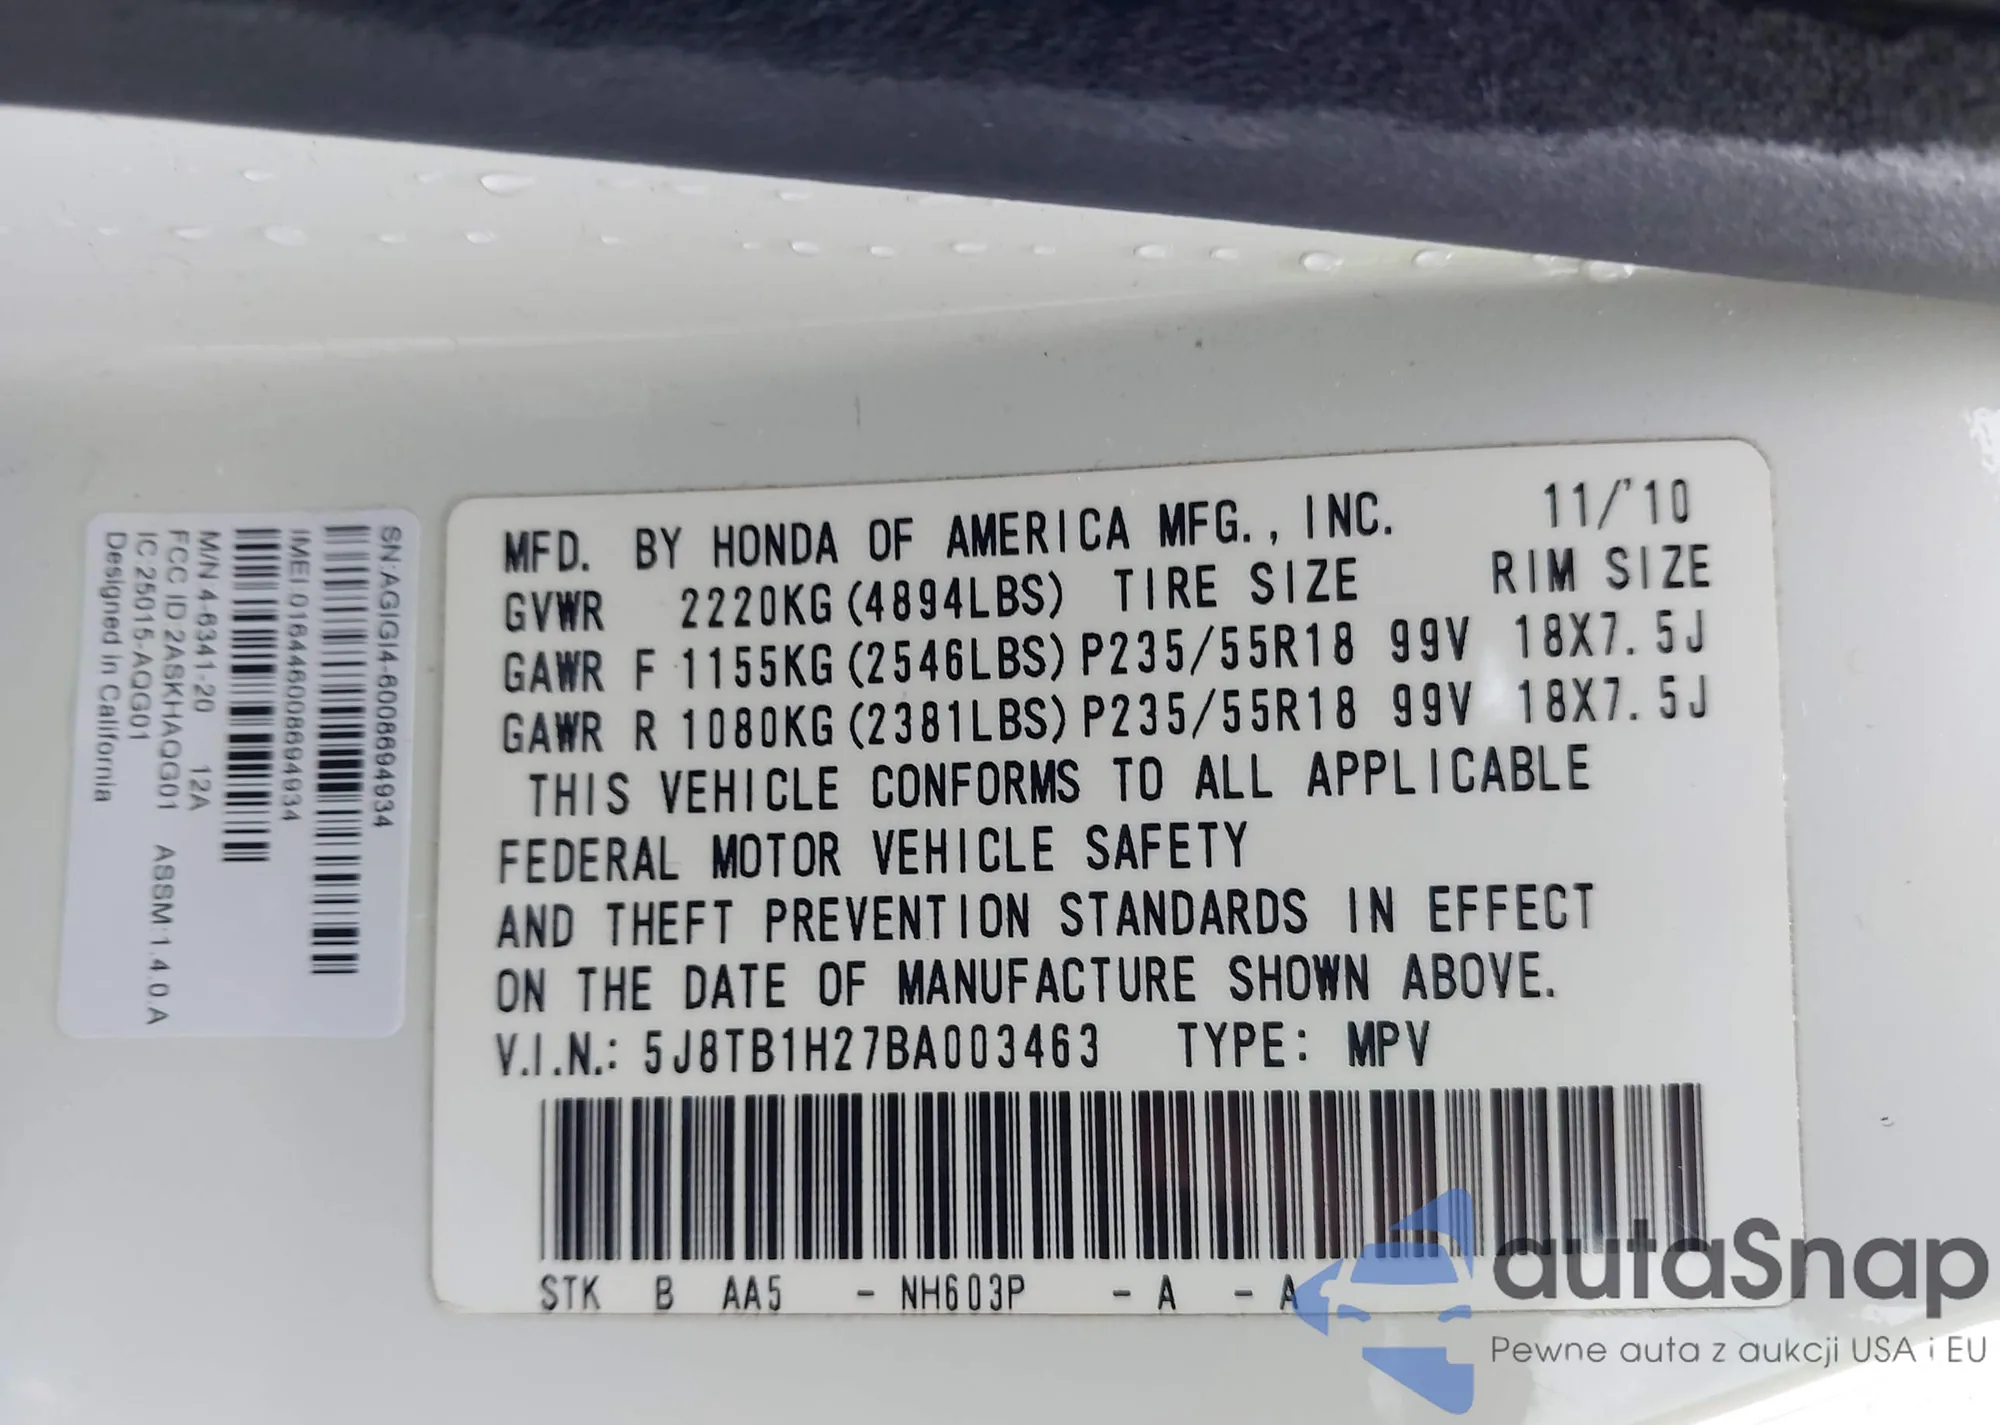 SN:AGIGI4-6008694934
IMEI 016446008694934
M/N 4-6341-20 12A
FCC ID 2ASKHAQG01 ASSM:1.4.0.A
IC:25015-AQG01
Designed in California
MFD. BY HONDA OF AMERICA MFG., INC. 11/'10
GVWR 2220KG(4894LBS) TIRE SIZE RIM SIZE
GAWR F 1155KG(2546LBS)P235/55R18 99V 18X7.5J
GAWR R 1080KG(2381LBS)P235/55R18 99V 18X7.5J
THIS VEHICLE CONFORMS TO ALL APPLICABLE
FEDERAL MOTOR VEHICLE SAFETY
AND THEFT PREVENTION STANDARDS IN EFFECT
ON THE DATE OF MANUFACTURE SHOWN ABOVE.
V.I.N.: 5J8TB1H27BA003463 TYPE: MPV
STK B AA5 - NH603P - A - A
autaSnap
Pewne auta z aukcji USA i EU